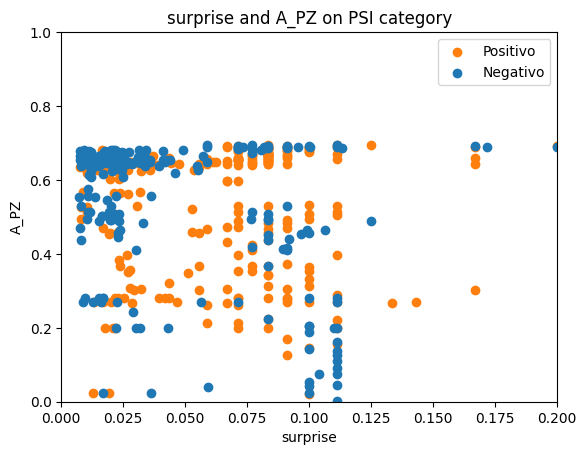 surprise and A_PZ on PSI category
Positivo
Negativo
A_PZ
1.0
0.8
0.6
0.4
0.2
0.0
0.000 0.025 0.050 0.075 0.100 0.125 0.150 0.175 0.200
surprise